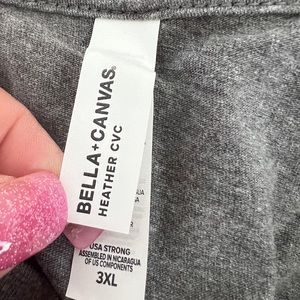 BELLA+CANVAS®
HEATHER CVC
USA STRONG
ASSEMBLED IN NICARAGUA
OF US COMPONENTS
3XL